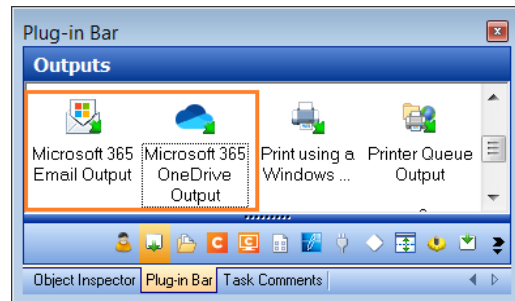 Plug-in Bar
Outputs
Microsoft 365 Email Output
Microsoft 365 OneDrive Output
Print using a Windows ...
Printer Queue Output
Object Inspector
Plug-in Bar
Task Comments